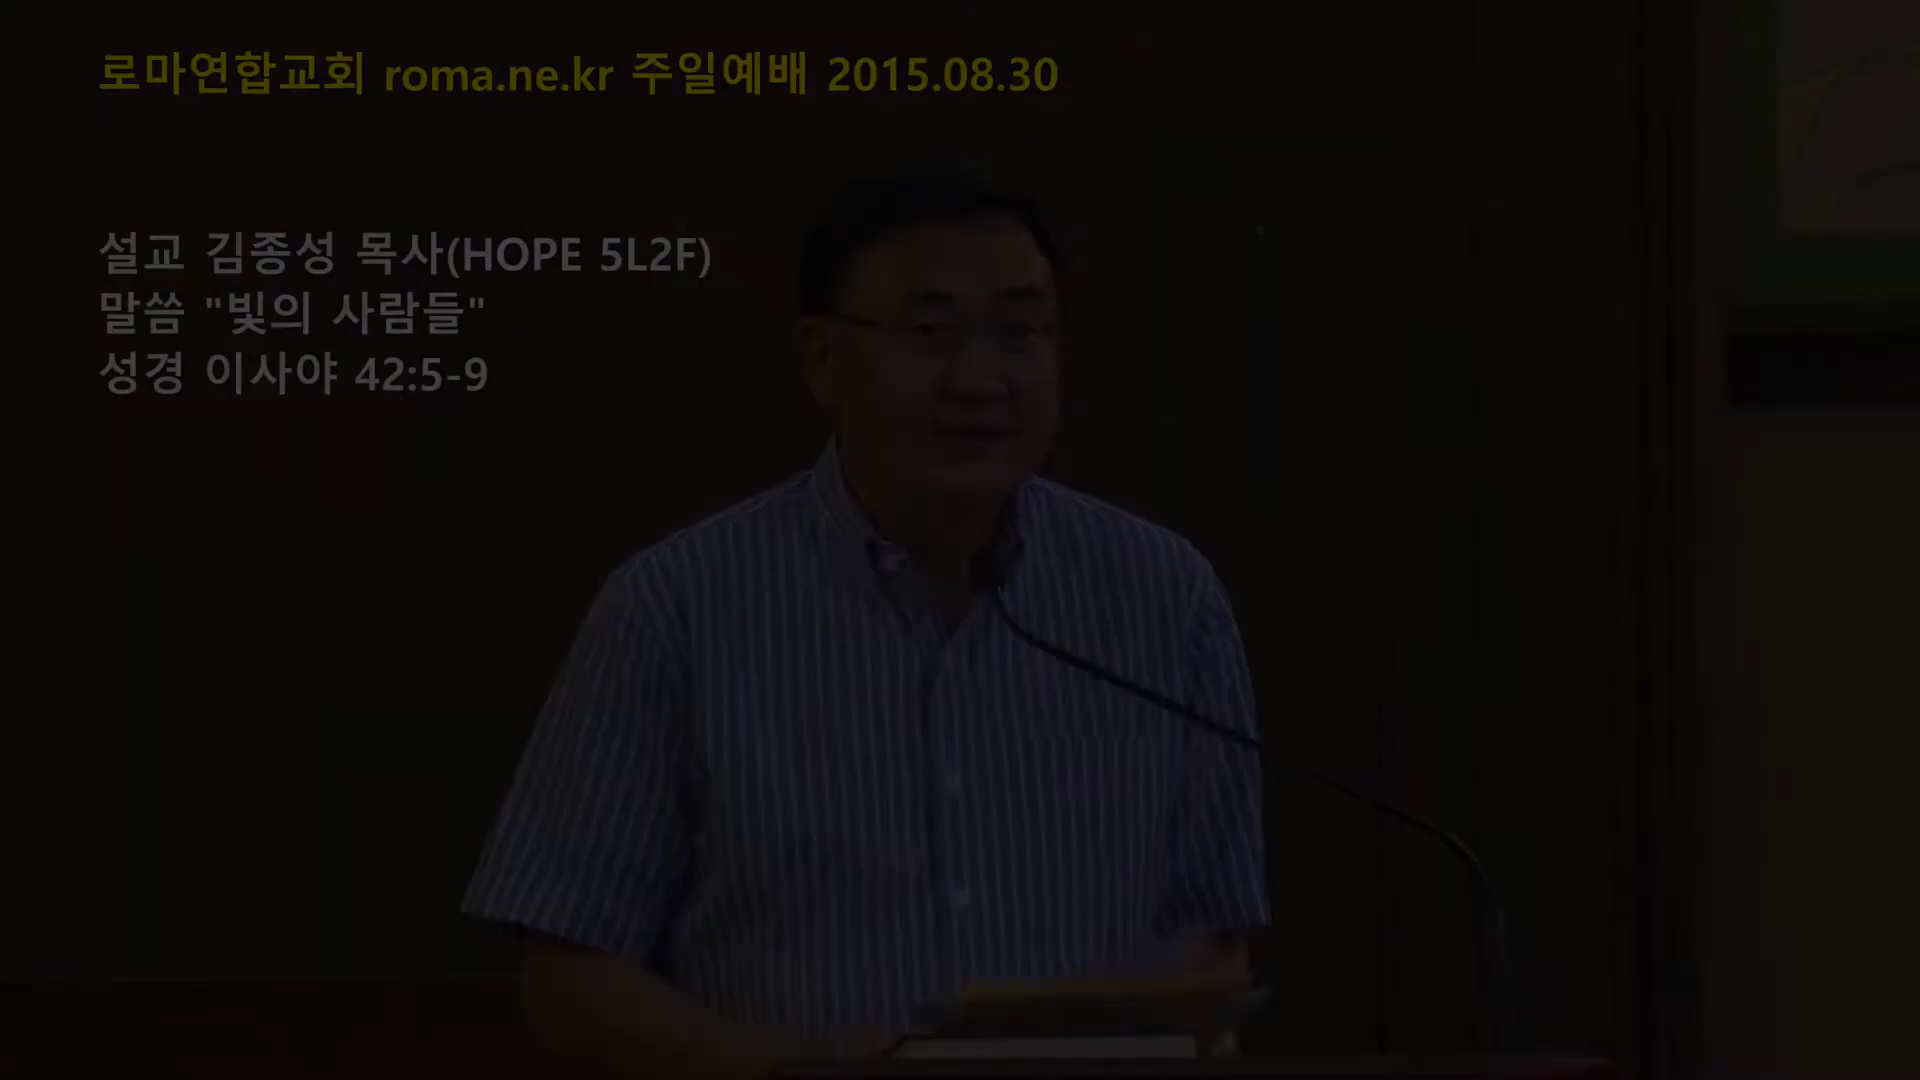 로마연합교회 roma.ne.kr 주일예배 2015.08.30
설교 김종성 목사(HOPE 5L2F)
말씀 "빛의 사람들"
성경 이사야 42:5-9